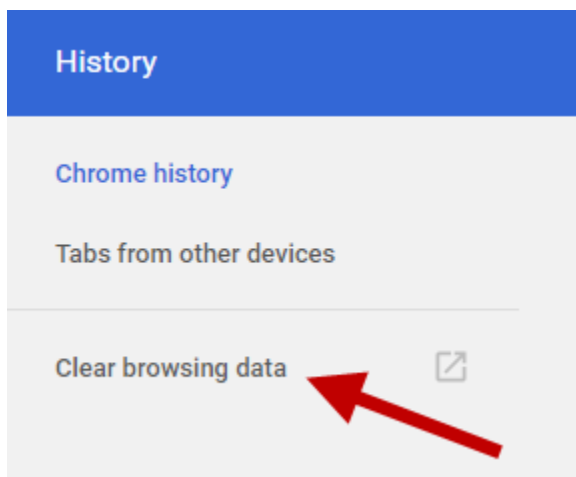 History
Chrome history
Tabs from other devices
Clear browsing data